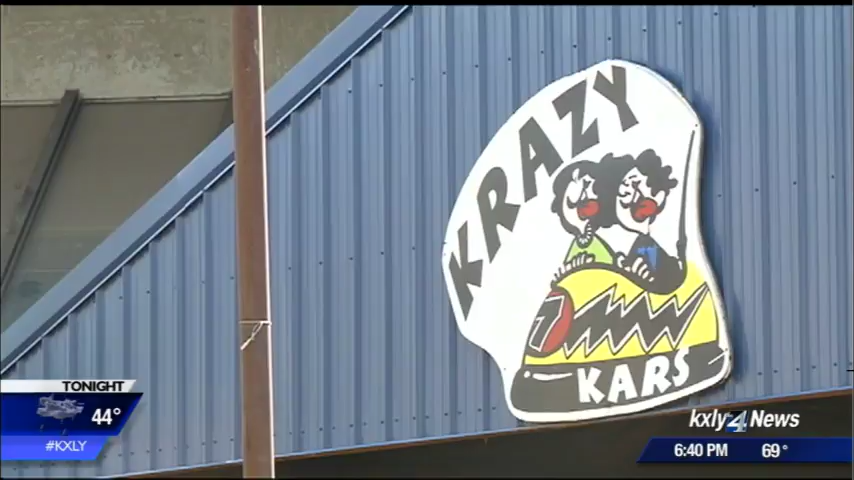 KRAZY
7
KARS
TONIGHT
44°
#KXLY
kxly4 News
6:40 PM 69°